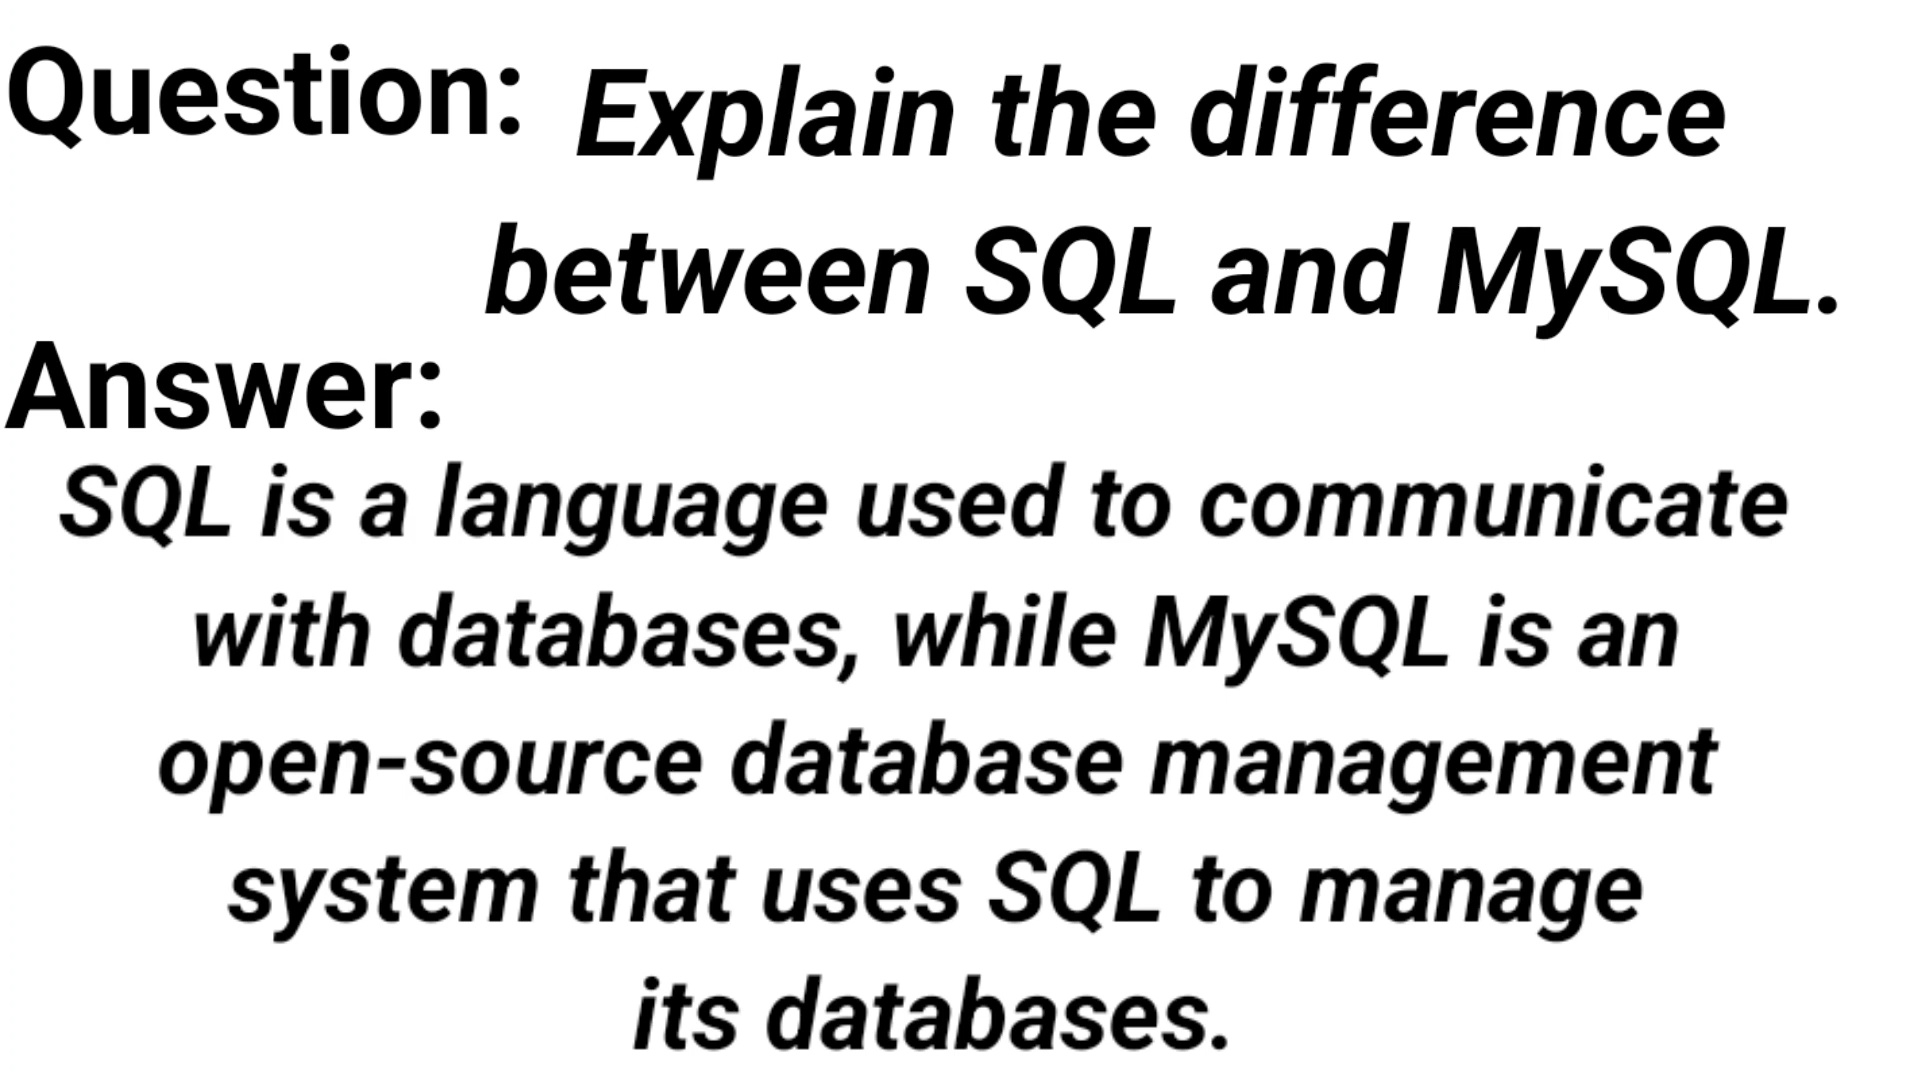 Question: Explain the difference
between SQL and MySQL.
Answer:
SQL is a language used to communicate
with databases, while MySQL is an
open-source database management
system that uses SQL to manage
its databases.